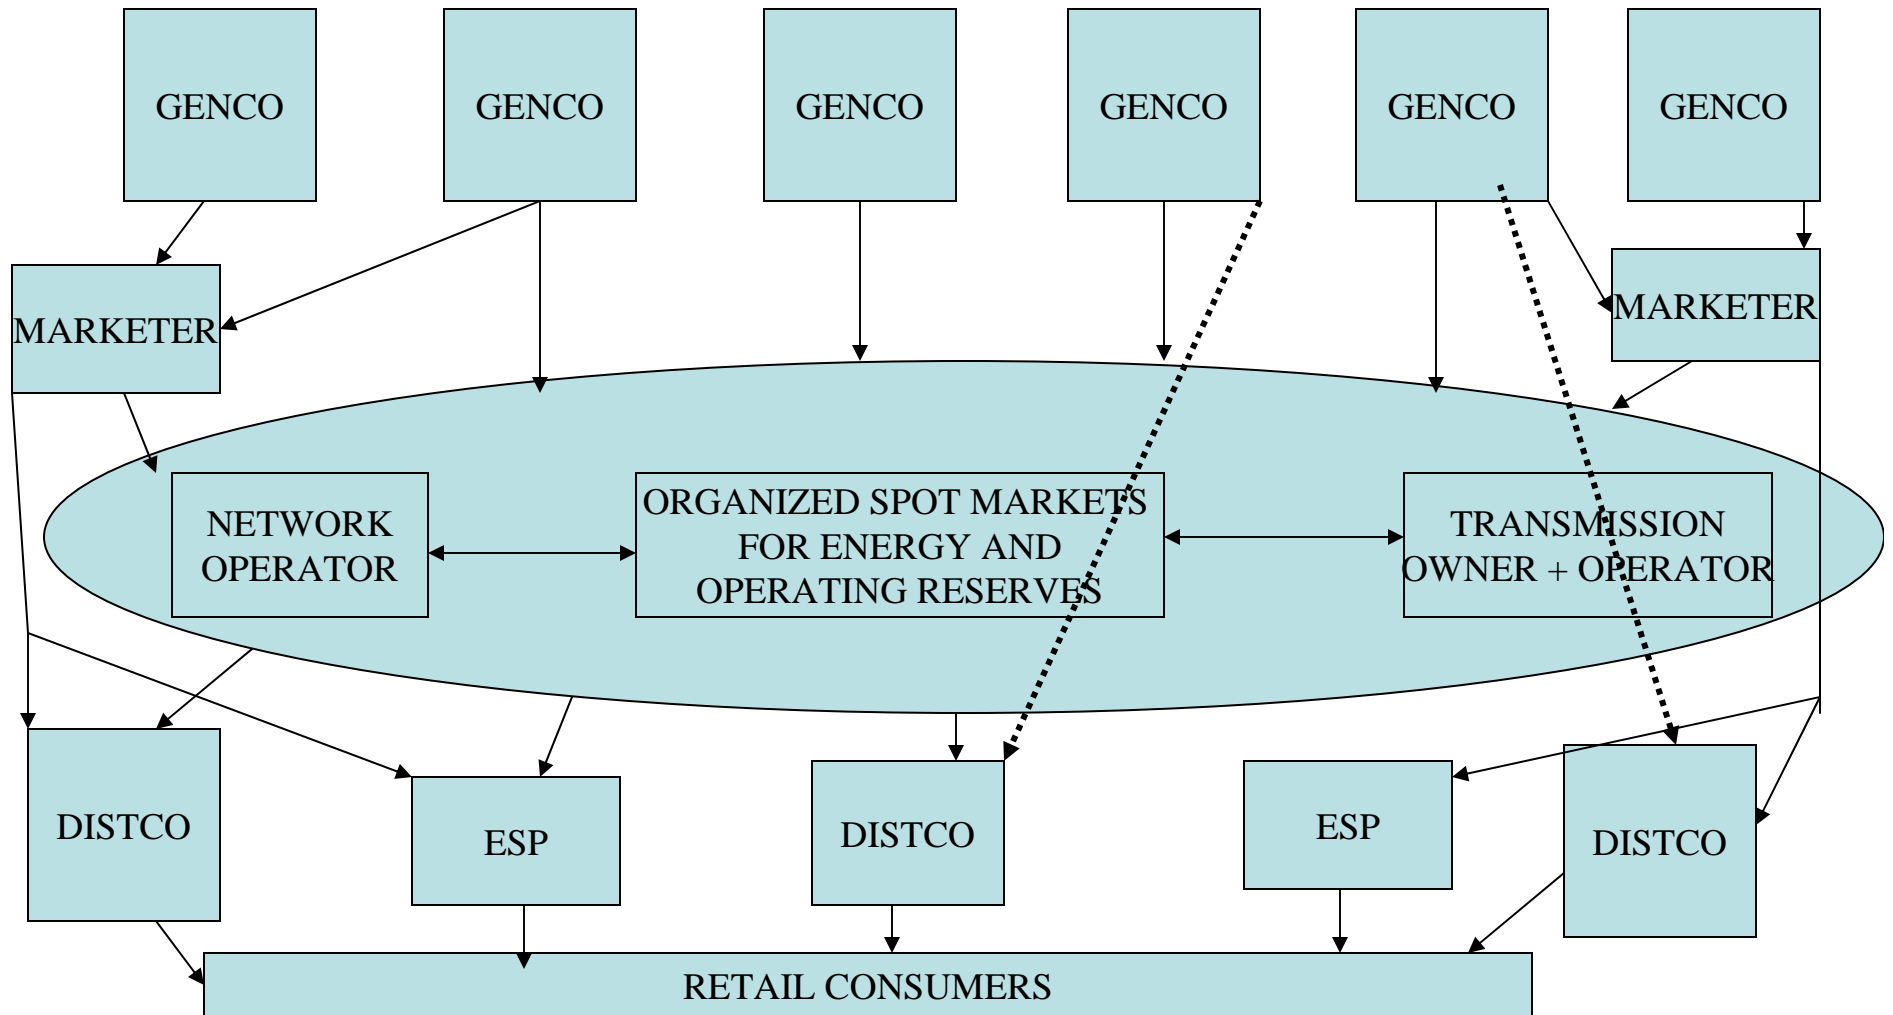 GENCO
GENCO
GENCO
GENCO
GENCO
GENCO
MARKETER
MARKETER
NETWORK
OPERATOR
ORGANIZED SPOT MARKETS
FOR ENERGY AND
OPERATING RESERVES
TRANSMISSION
OWNER + OPERATOR
DISTCO
ESP
DISTCO
ESP
DISTCO
RETAIL CONSUMERS